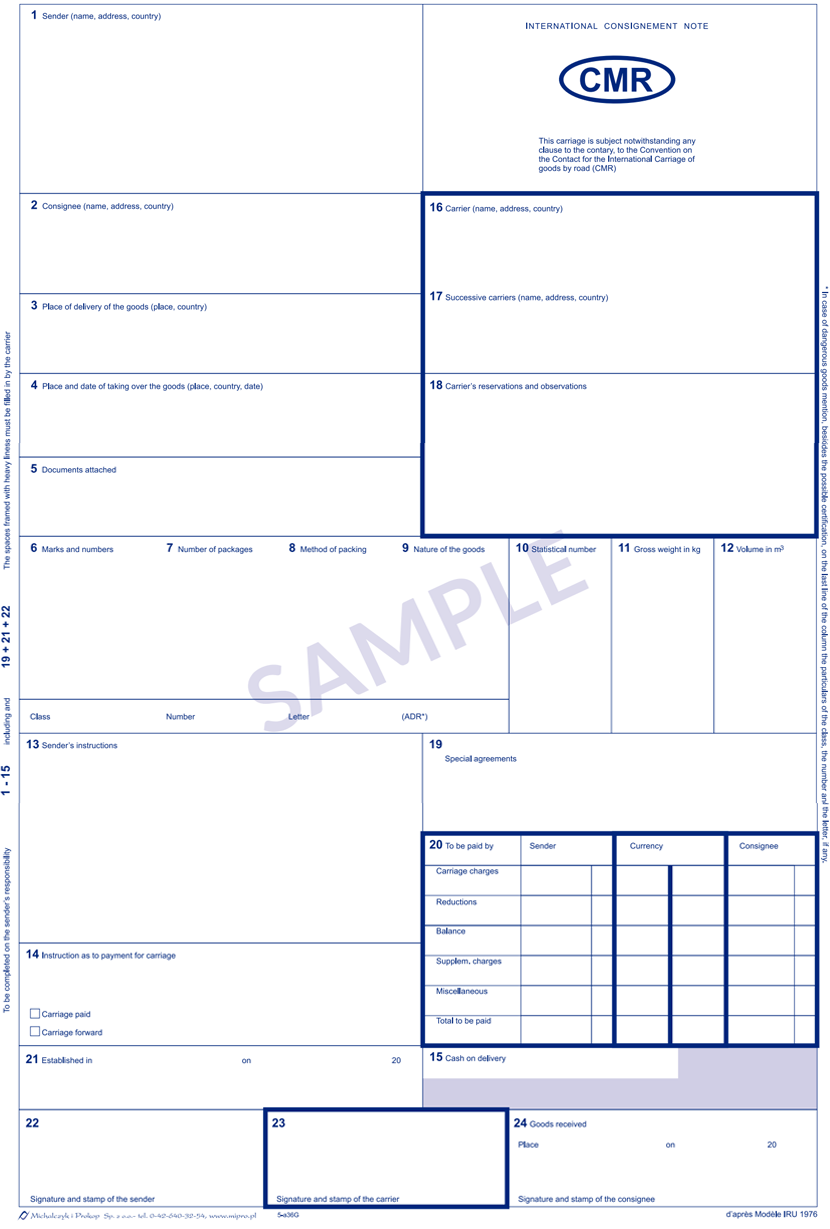 1 Sender (name, address, country)
INTERNATIONAL CONSIGNEMENT NOTE
CMR
This carriage is subject notwithstanding any
clause to the contary, to the Convention on
the Contact for the International Carriage of
goods by road (CMR)
2 Consignee (name, address, country)
16 Carrier (name, address, country)
3 Place of delivery of the goods (place, country)
17 Successive carriers (name, address, country)
4 Place and date of taking over the goods (place, country, date)
18 Carrier's reservations and observations
5 Documents attached
6 Marks and numbers 7 Number of packages 8 Method of packing 9 Nature of the goods 10 Statistical number 11 Gross weight in kg 12 Volume in m³
SAMPLE
Class Number Letter (ADR*)
13 Sender's instructions
19
Special agreements
20 To be paid by Sender Currency Consignee
Carriage charges
Reductions
Balance
Supplem. charges
Miscellaneous
Total to be paid
14 Instruction as to payment for carriage
Carriage paid
Carriage forward
21 Established in on 20
15 Cash on delivery
22
Signature and stamp of the sender
23
Signature and stamp of the carrier
24 Goods received
Place on 20
Signature and stamp of the consignee
Michalczyk i Prokop Sp. z o.o.- tel. 0-42-640-32-54, www.mipro.pl
5-a36G
d'après Modèle IRU 1976
To be completed on the sender's responsibility 1 - 15 including and 19 + 21 + 22 The spaces framed with heavy liness must be filled in by the carrier
* In case of dangerous goods mention, beskides the possible certification, on the last line of the column the particulars of the class, the number and the letter, if any.